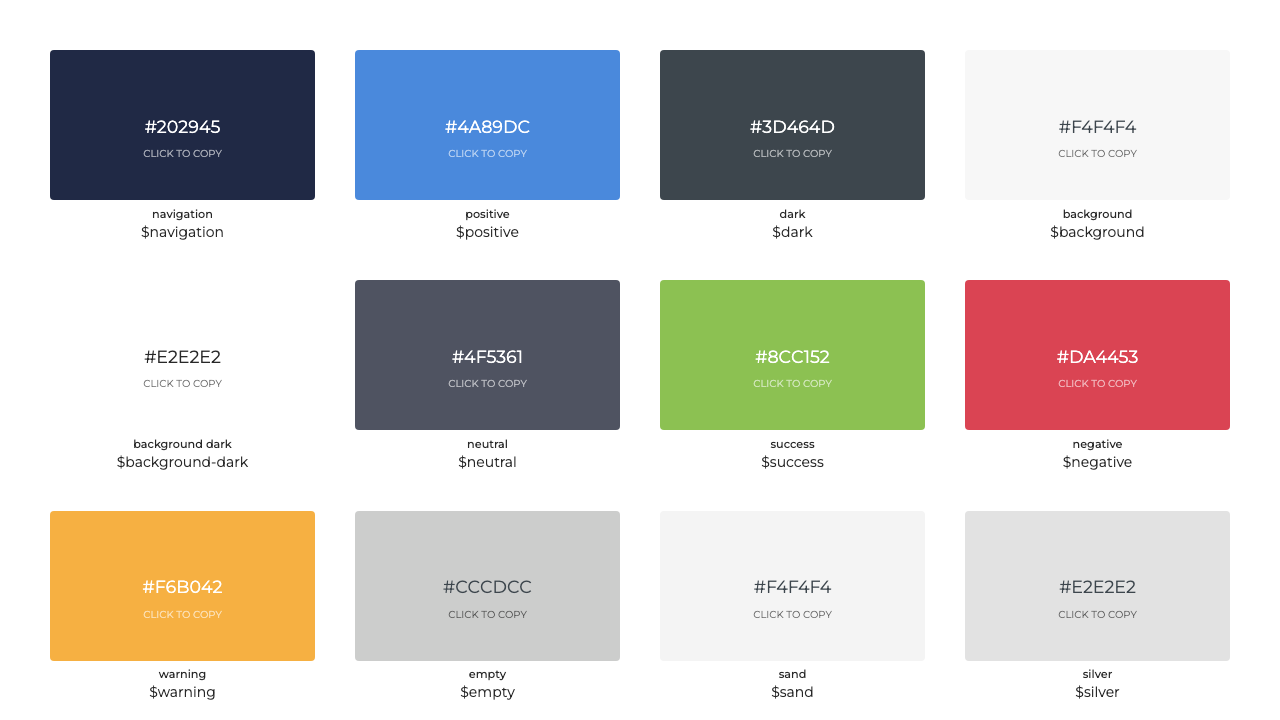 #202945
CLICK TO COPY
navigation
$navigation
#4A89DC
CLICK TO COPY
positive
$positive
#3D464D
CLICK TO COPY
dark
$dark
#F4F4F4
CLICK TO COPY
background
$background
#E2E2E2
CLICK TO COPY
background dark
$background-dark
#4F5361
CLICK TO COPY
neutral
$neutral
#8CC152
CLICK TO COPY
success
$success
#DA4453
CLICK TO COPY
negative
$negative
#F6B042
CLICK TO COPY
warning
$warning
#CCCDCC
CLICK TO COPY
empty
$empty
#F4F4F4
CLICK TO COPY
sand
$sand
#E2E2E2
CLICK TO COPY
silver
$silver